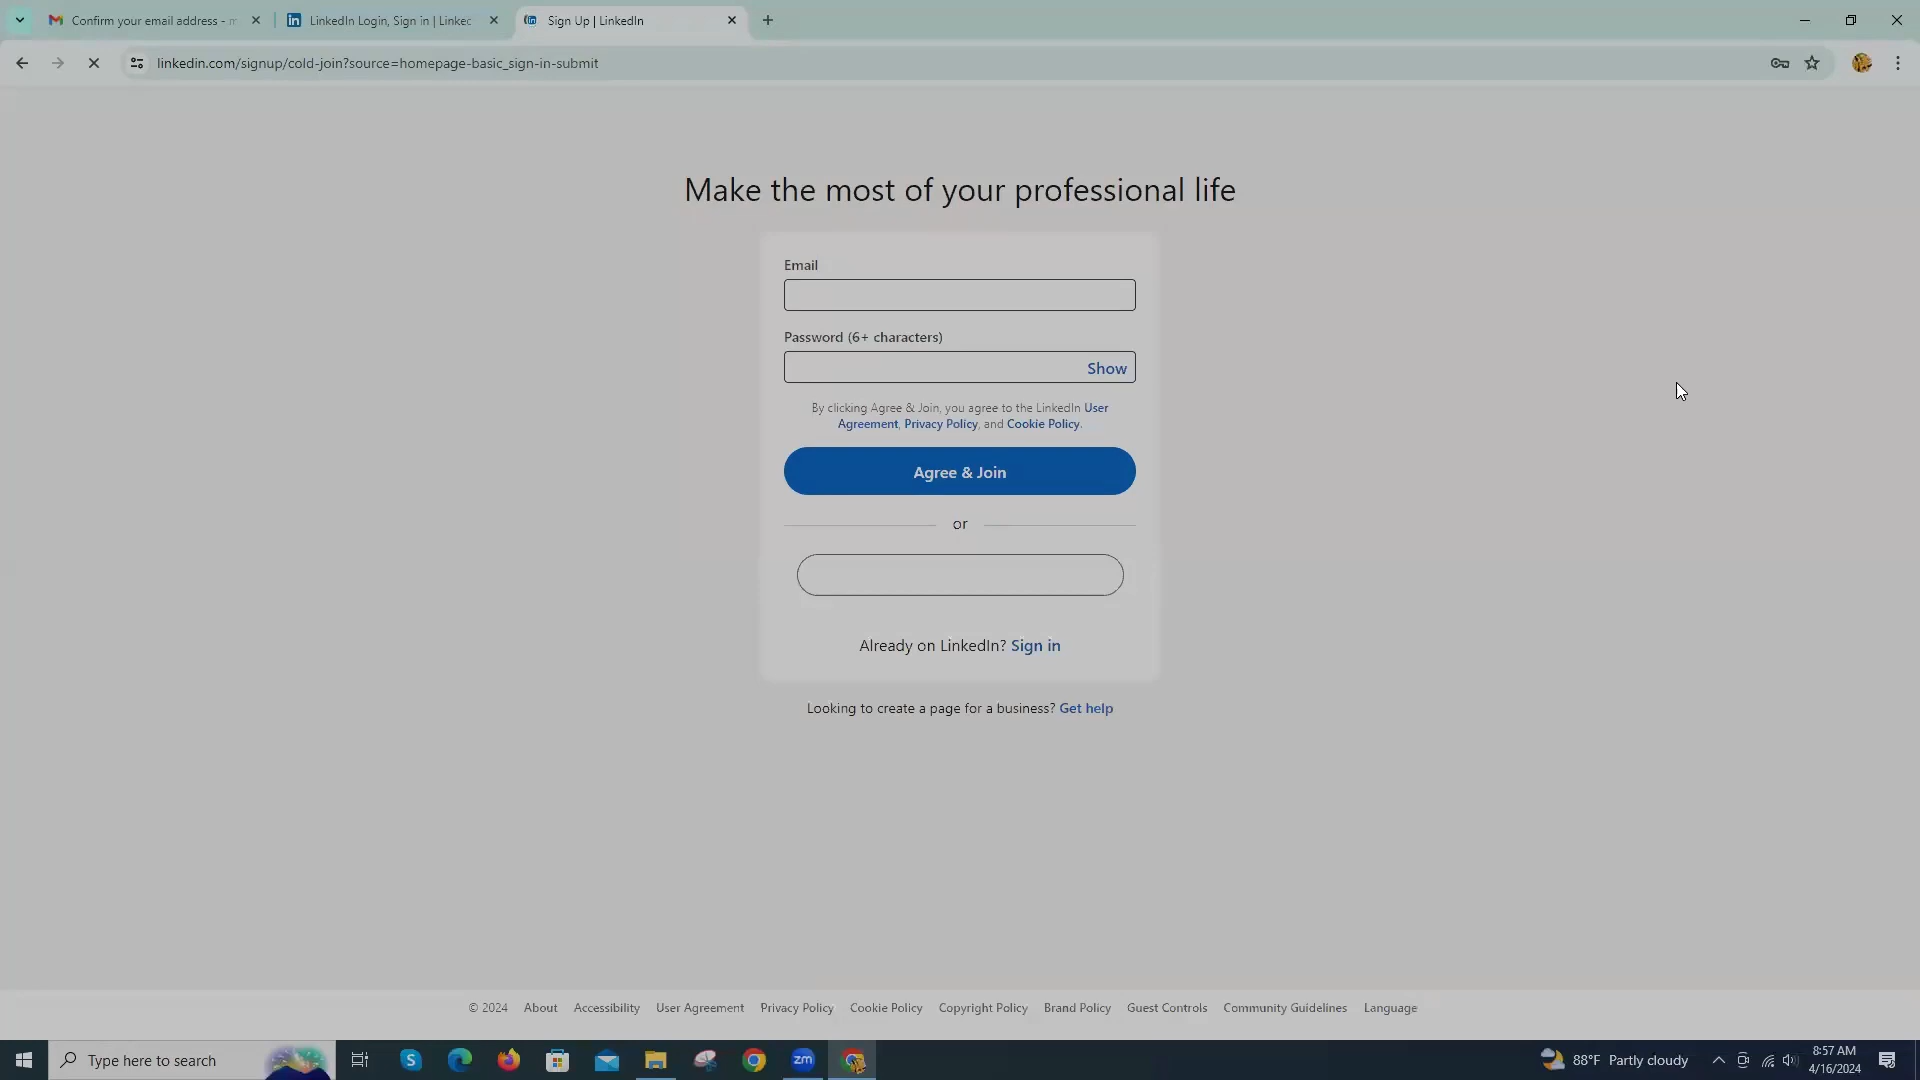 Confirm your email address - m
LinkedIn Login, Sign in | Linked
Sign Up | LinkedIn
linkedin.com/signup/cold-join?source=homepage-basic_sign-in-submit
Make the most of your professional life
Email
Password (6+ characters)
Show
By clicking Agree & Join, you agree to the LinkedIn User
Agreement, Privacy Policy, and Cookie Policy.
Agree & Join
or
Already on LinkedIn? Sign in
Looking to create a page for a business? Get help
© 2024 About Accessibility User Agreement Privacy Policy Cookie Policy Copyright Policy Brand Policy Guest Controls Community Guidelines Language
Type here to search
zm
88°F Partly cloudy
8:57 AM
4/16/2024